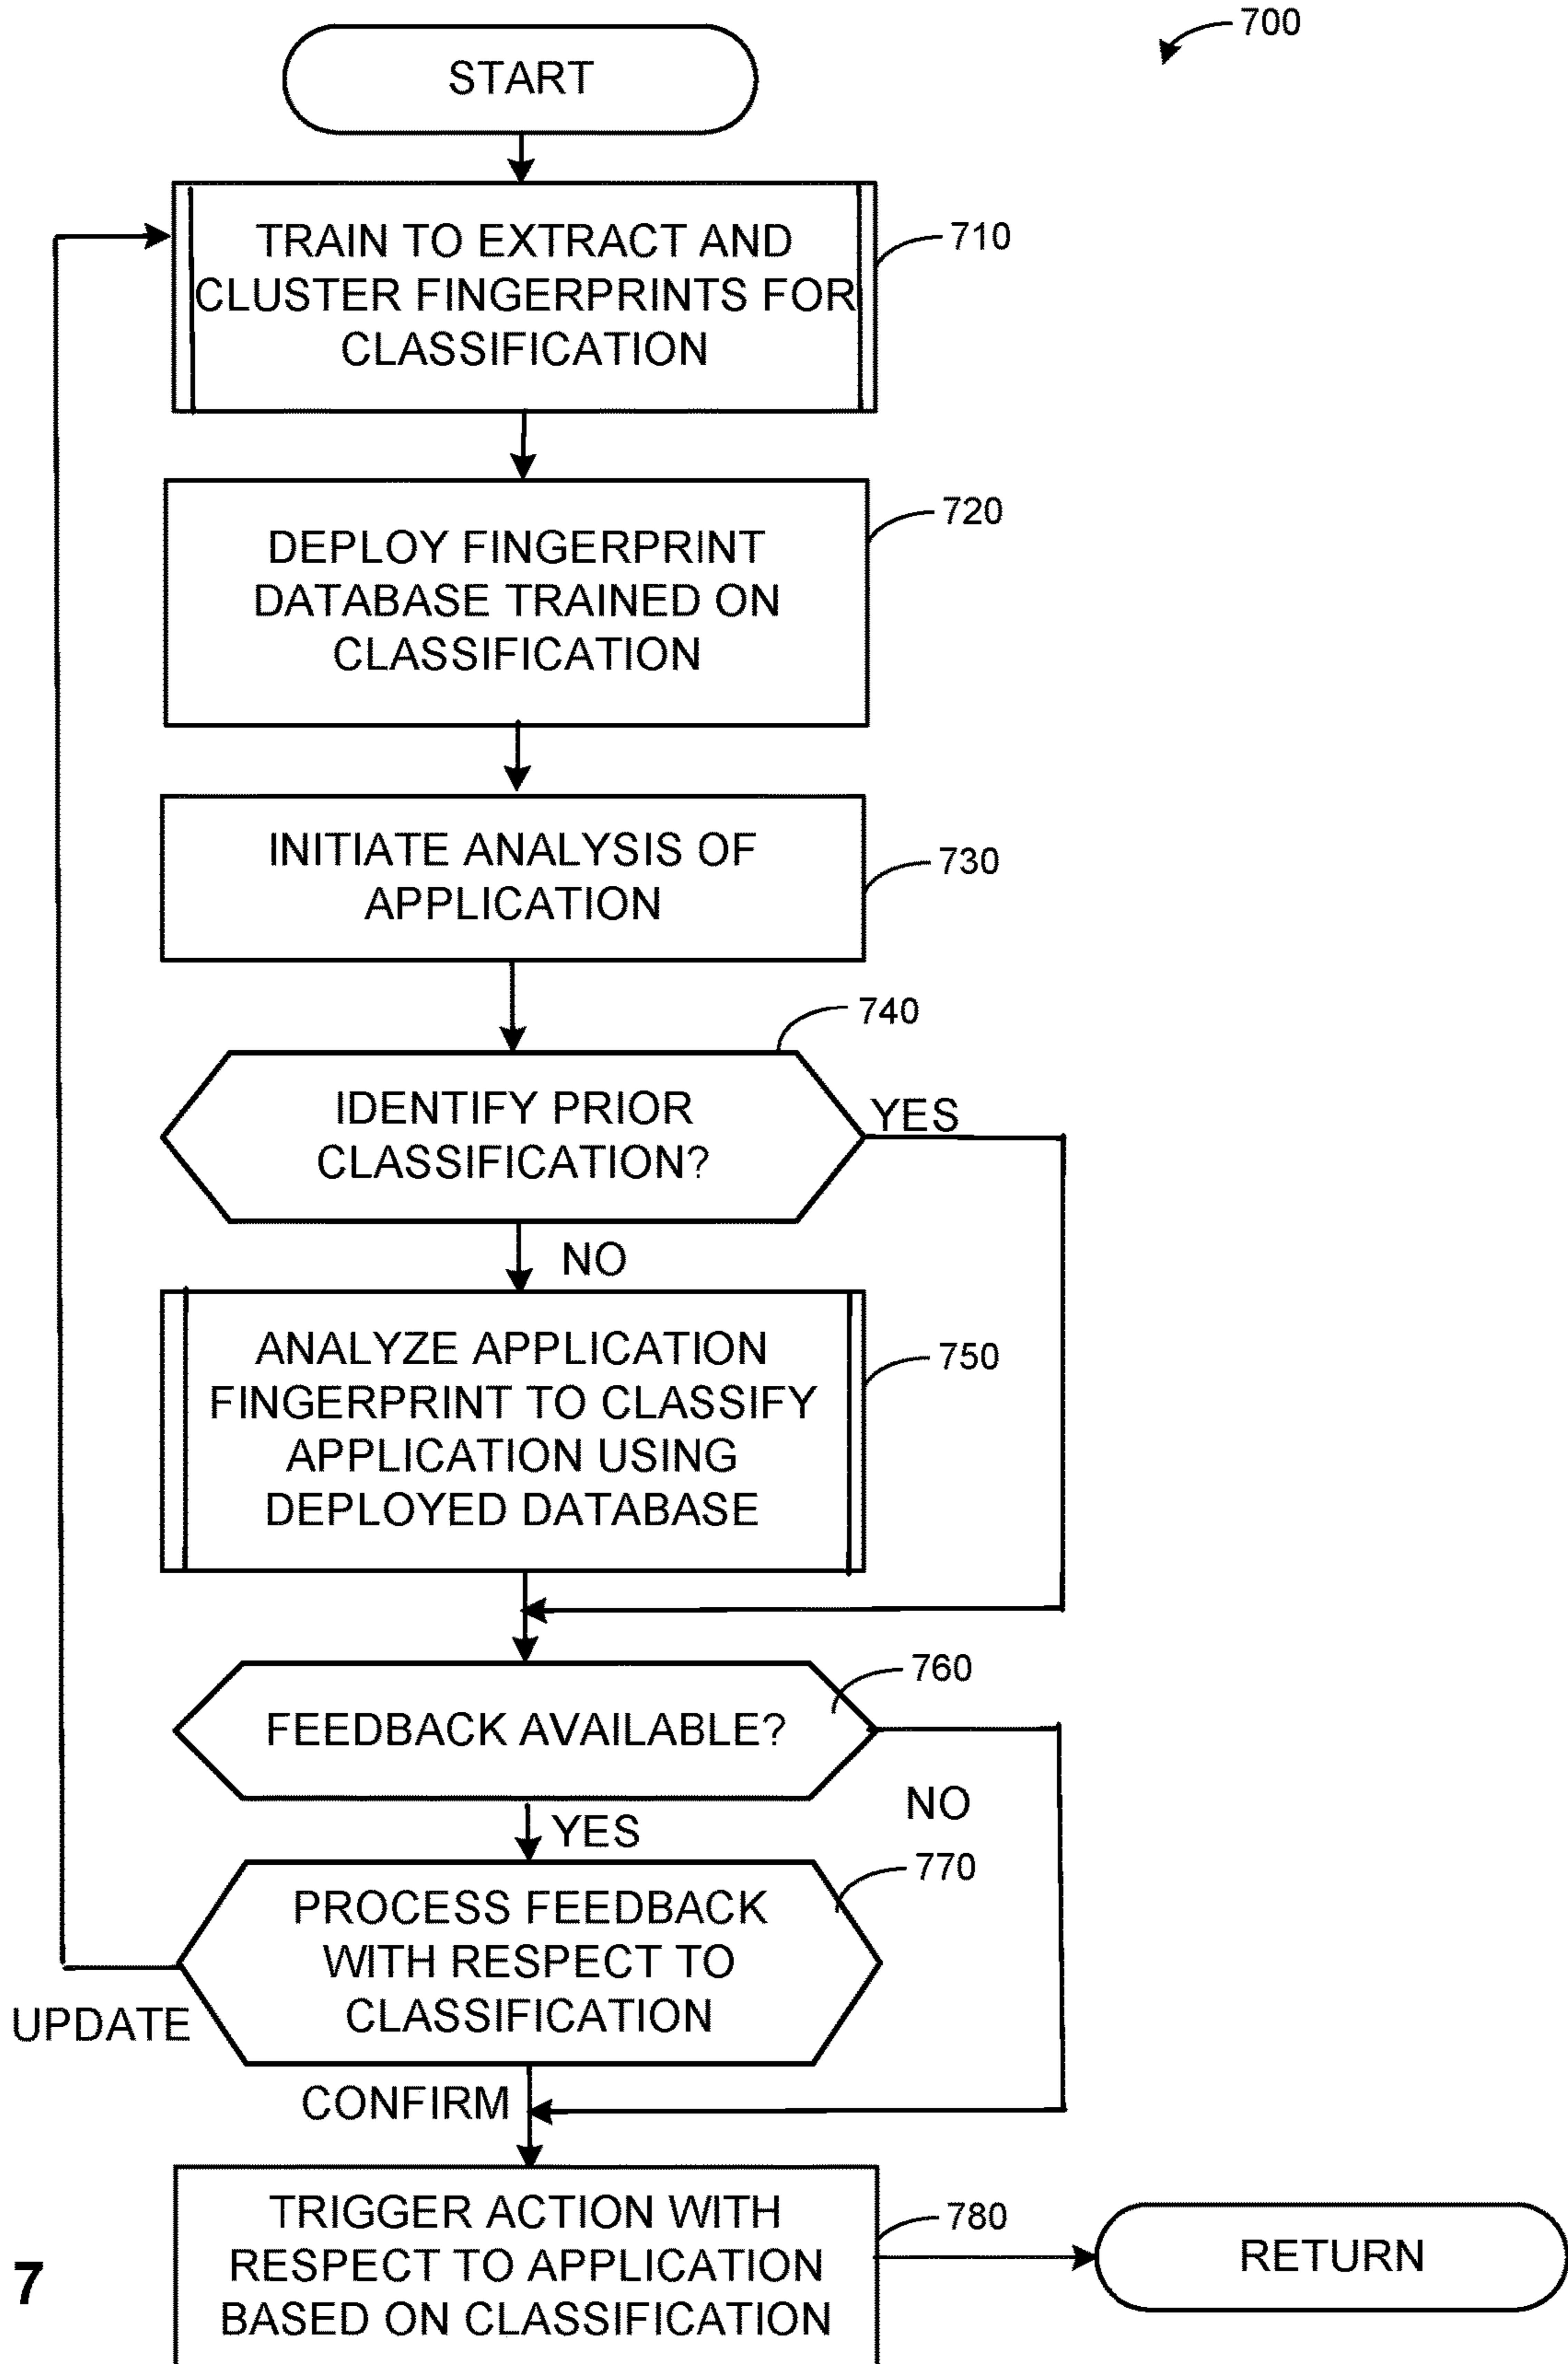 700
START
TRAIN TO EXTRACT AND
CLUSTER FINGERPRINTS FOR
CLASSIFICATION
710
DEPLOY FINGERPRINT
DATABASE TRAINED ON
CLASSIFICATION
720
INITIATE ANALYSIS OF
APPLICATION
730
740
IDENTIFY PRIOR
CLASSIFICATION?
YES
NO
ANALYZE APPLICATION
FINGERPRINT TO CLASSIFY
APPLICATION USING
DEPLOYED DATABASE
750
760
FEEDBACK AVAILABLE?
NO
YES
770
PROCESS FEEDBACK
WITH RESPECT TO
CLASSIFICATION
UPDATE
CONFIRM
TRIGGER ACTION WITH
RESPECT TO APPLICATION
BASED ON CLASSIFICATION
780
RETURN
7